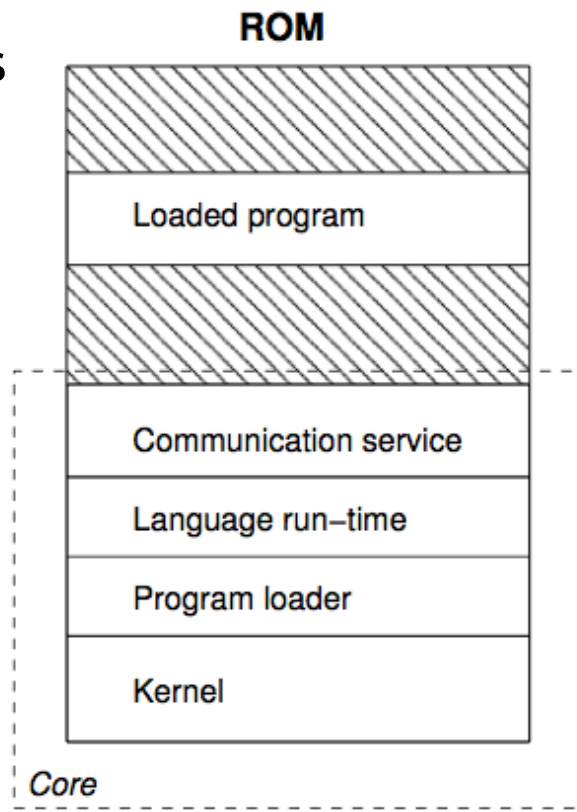 ROM
s
Loaded program
Communication service
Language run-time
Program loader
Kernel
Core